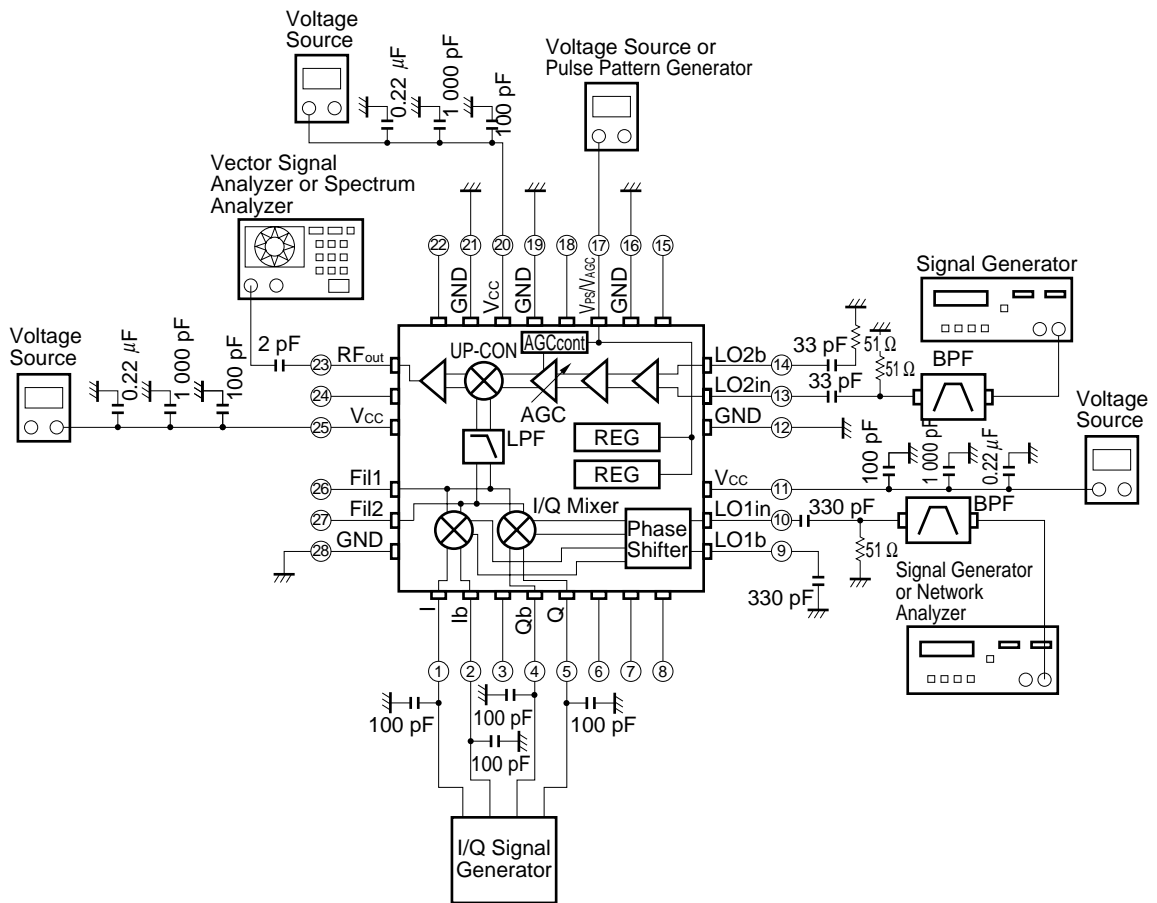 Voltage
Source
0.22 μF
1 000 pF
100 pF
Voltage Source or
Pulse Pattern Generator
Vector Signal
Analyzer or Spectrum
Analyzer
22
21
20
19
18
17
16
15
GND
VCC
GND
VPS/VAGC
GND
Signal Generator
Voltage
Source
0.22 μF
1 000 pF
100 pF
2 pF
23
RFout
UP-CON
AGCcont
LO2b
14
33 pF
51 Ω
51 Ω
BPF
24
AGC
LO2in
13
33 pF
25
VCC
LPF
REG
GND
12
Voltage
Source
REG
100 pF
1 000 pF
0.22 μF
26
Fil1
VCC
11
27
Fil2
I/Q Mixer
Phase
Shifter
LO1in
10
330 pF
BPF
28
GND
LO1b
9
51 Ω
330 pF
Signal Generator
or Network
Analyzer
I
Ib
Qb
Q
1
2
3
4
5
6
7
8
100 pF
100 pF
100 pF
100 pF
I/Q Signal
Generator